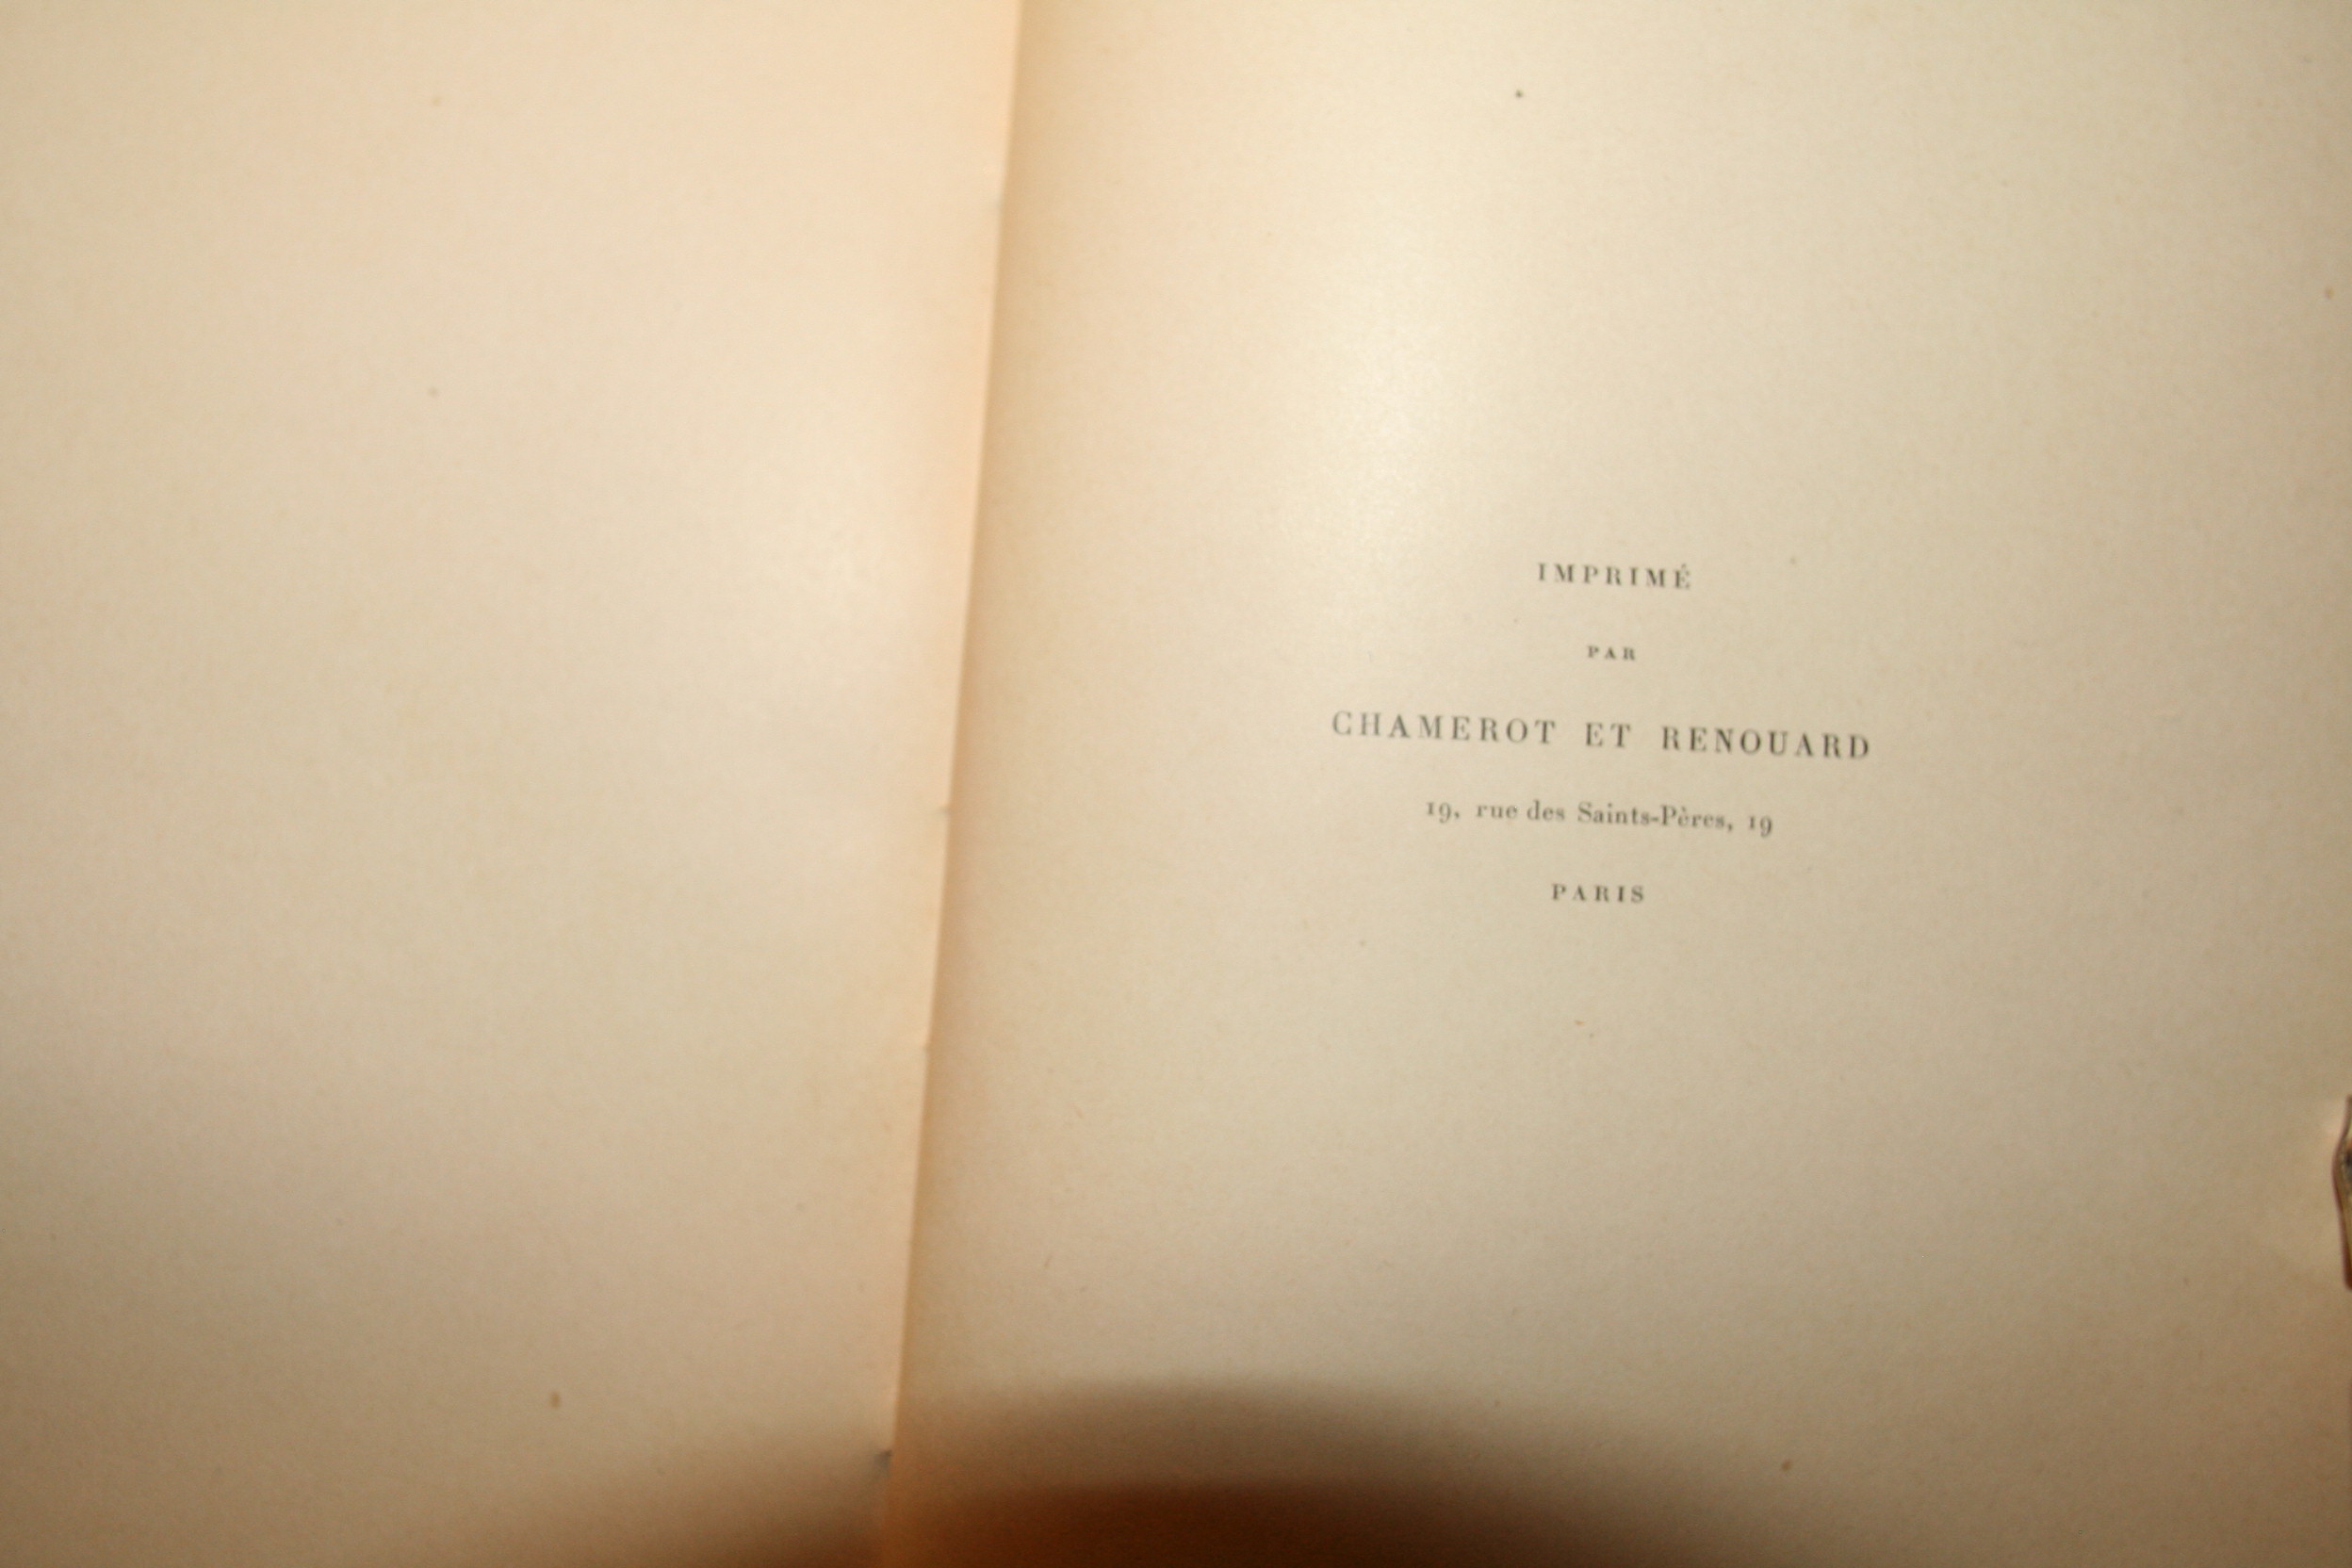 IMPRIMÉ
PAR
CHAMEROT ET RENOUARD
19, rue des Saints-Pères, 19
PARIS